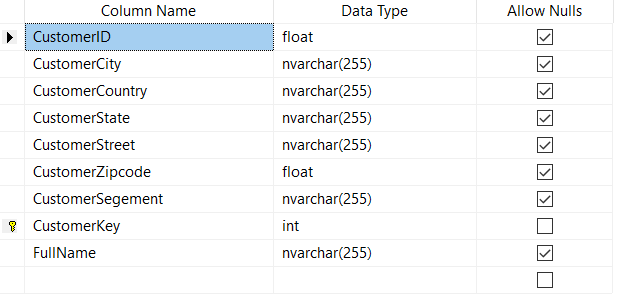 Column Name Data Type Allow Nulls
CustomerID float
CustomerCity nvarchar(255)
CustomerCountry nvarchar(255)
CustomerState nvarchar(255)
CustomerStreet nvarchar(255)
CustomerZipcode float
CustomerSegement nvarchar(255)
CustomerKey int
FullName nvarchar(255)